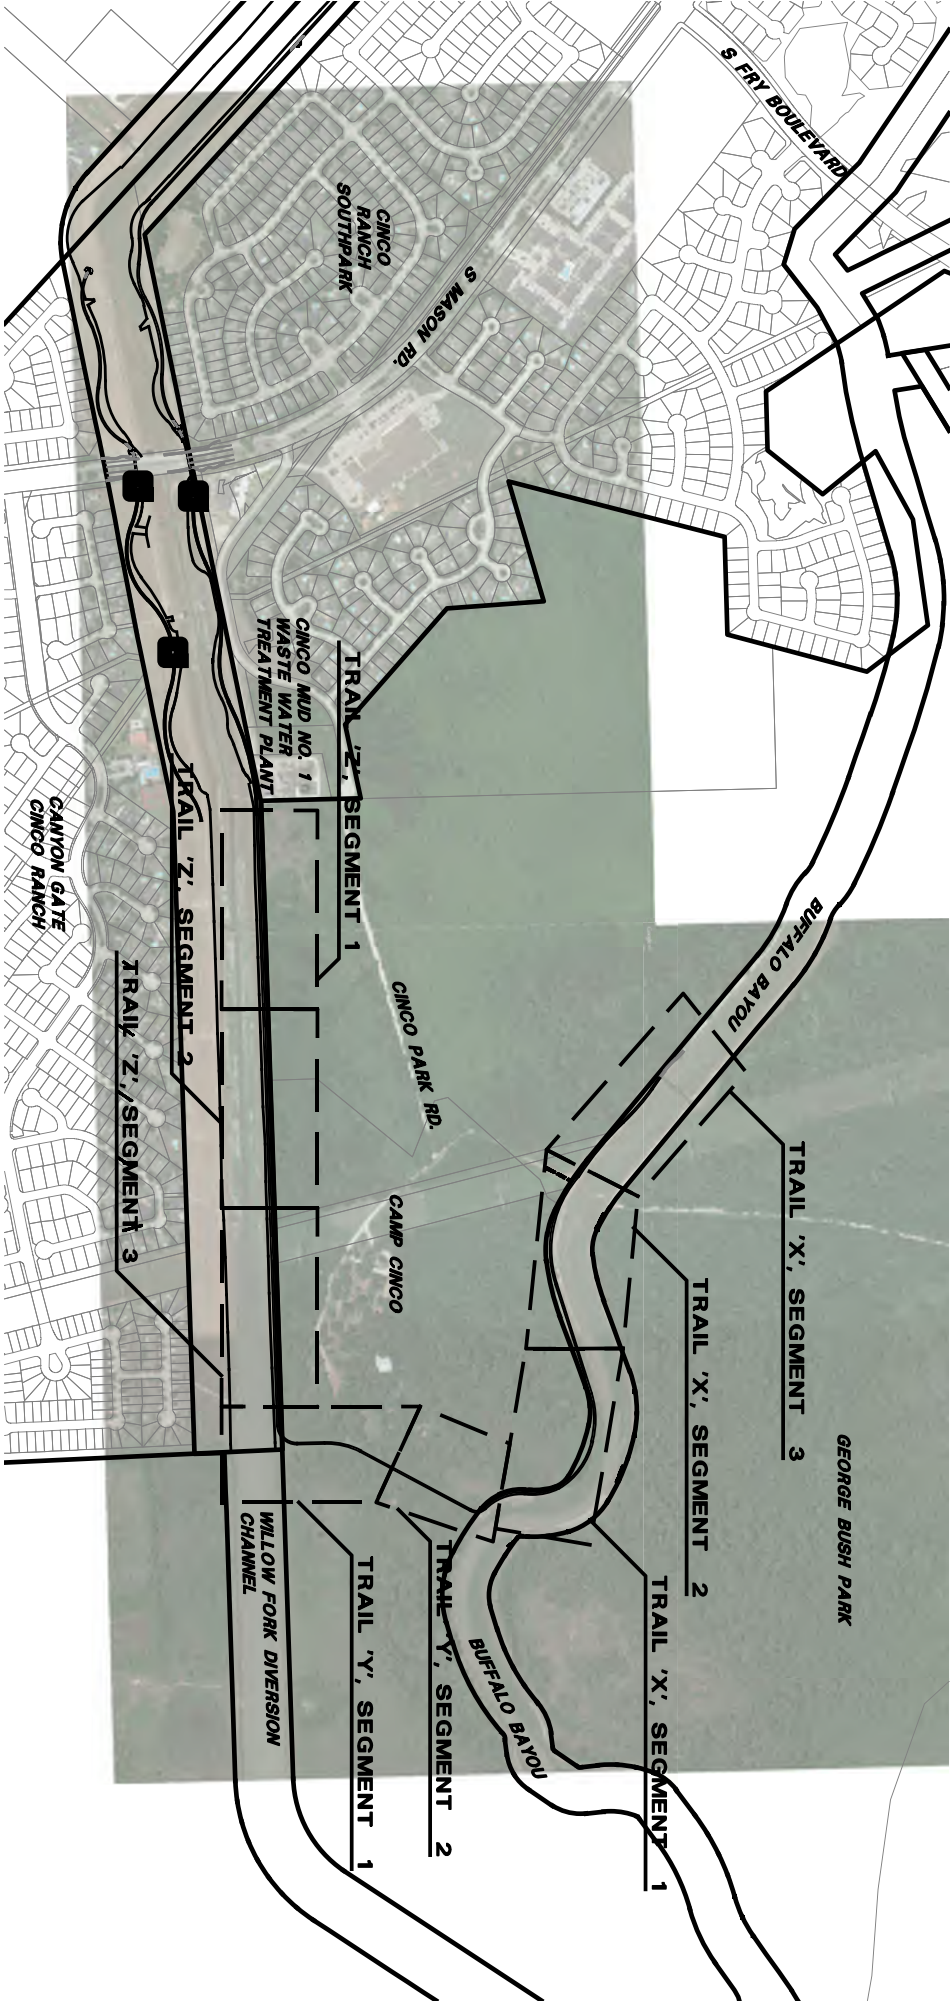 S FRY BOULEVARD
CINCO
RANCH
SOUTHPARK
S MASON RD.
CINCO MUD NO. 1
WASTE WATER
TREATMENT PLANT
TRAIL 'Z', SEGMENT 1
TRAIL 'Z', SEGMENT 2
TRAIL 'Z', SEGMENT 3
CANYON GATE
CINCO RANCH
CINCO PARK RD.
CAMP CINCO
BUFFALO BAYOU
TRAIL 'X', SEGMENT 3
TRAIL 'X', SEGMENT 2
TRAIL 'X', SEGMENT 1
GEORGE BUSH PARK
WILLOW FORK DIVERSION
CHANNEL
TRAIL 'Y', SEGMENT 1
TRAIL 'Y', SEGMENT 2
BUFFALO BAYOU